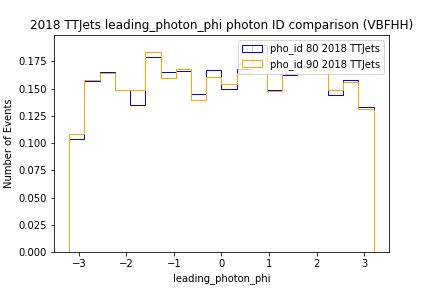 2018 TTJets leading_photon_phi photon ID comparison (VBFHH)
pho_id 80 2018 TTJets
pho_id 90 2018 TTJets
Number of Events
0.175
0.150
0.125
0.100
0.075
0.050
0.025
0.000
−3 −2 −1 0 1 2 3
leading_photon_phi